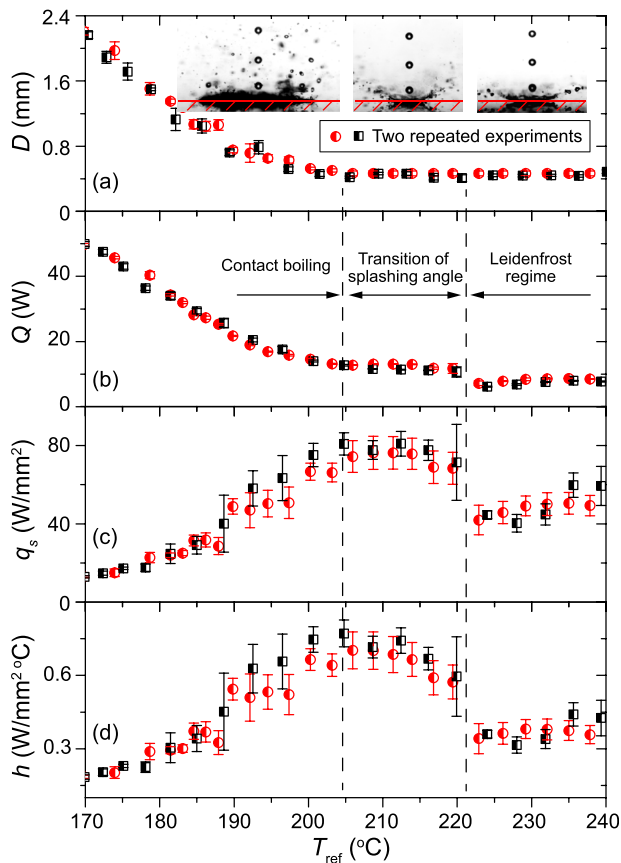 2.4
1.6
0.8
0
D (mm)
(a)
Two repeated experiments
40
20
0
Q (W)
(b)
Contact boiling
Transition of
splashing angle
Leidenfrost
regime
80
40
0
qs (W/mm²)
(c)
0.6
0.3
h (W/mm² °C)
(d)
170 180 190 200 210 220 230 240
Tref (°C)